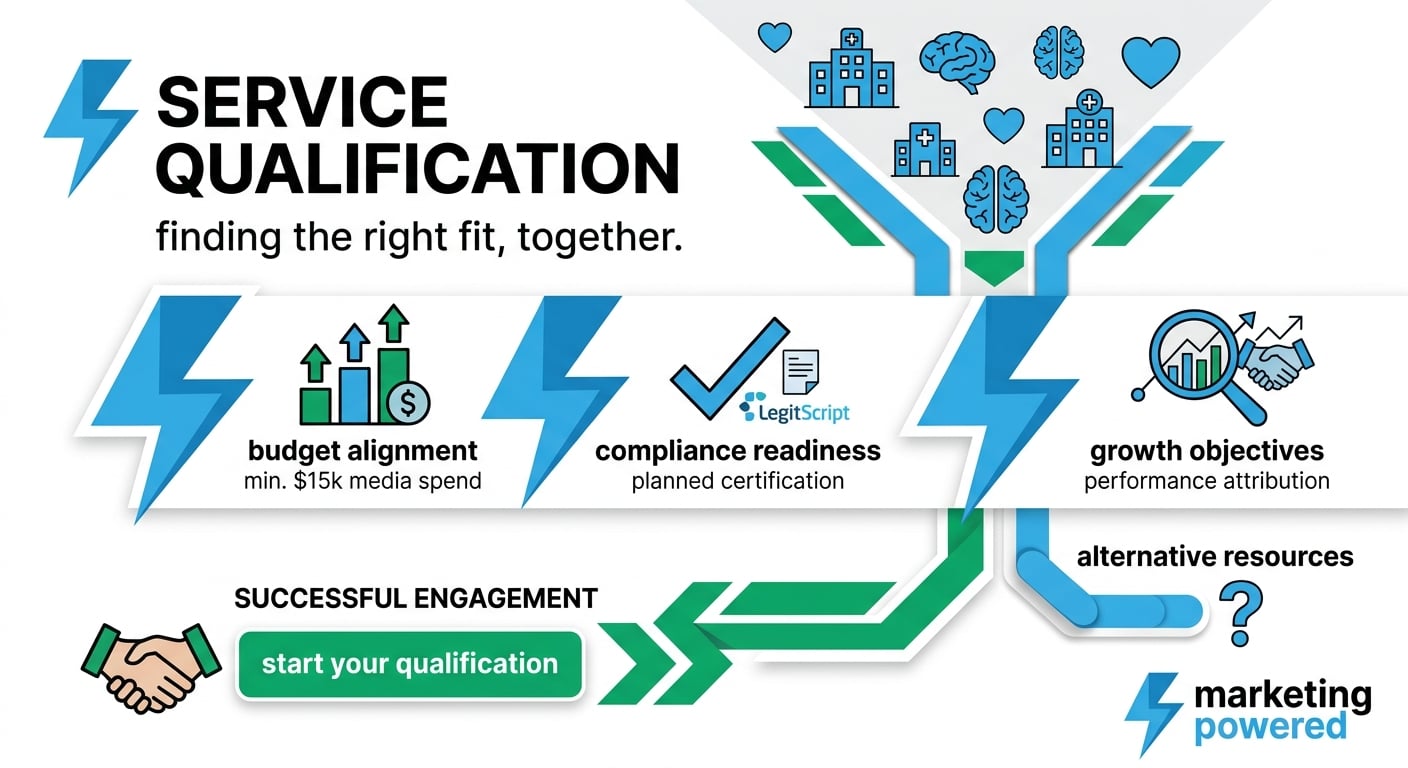 SERVICE
QUALIFICATION
finding the right fit, together.
$
LegitScript
budget alignment
min. $15k media spend
compliance readiness
planned certification
growth objectives
performance attribution
alternative resources
?
SUCCESSFUL ENGAGEMENT
start your qualification
marketing
powered